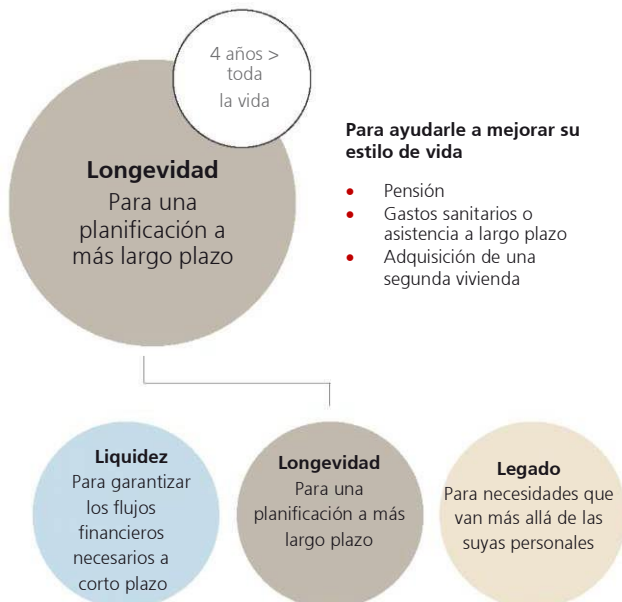 4 años >
toda
la vida
Longevidad
Para una
planificación a
más largo plazo
Para ayudarle a mejorar su
estilo de vida
• Pensión
• Gastos sanitarios o
asistencia a largo plazo
• Adquisición de una
segunda vivienda
Liquidez
Para garantizar
los flujos
financieros
necesarios a
corto plazo
Longevidad
Para una
planificación a más
largo plazo
Legado
Para necesidades que
van más allá de las
suyas personales